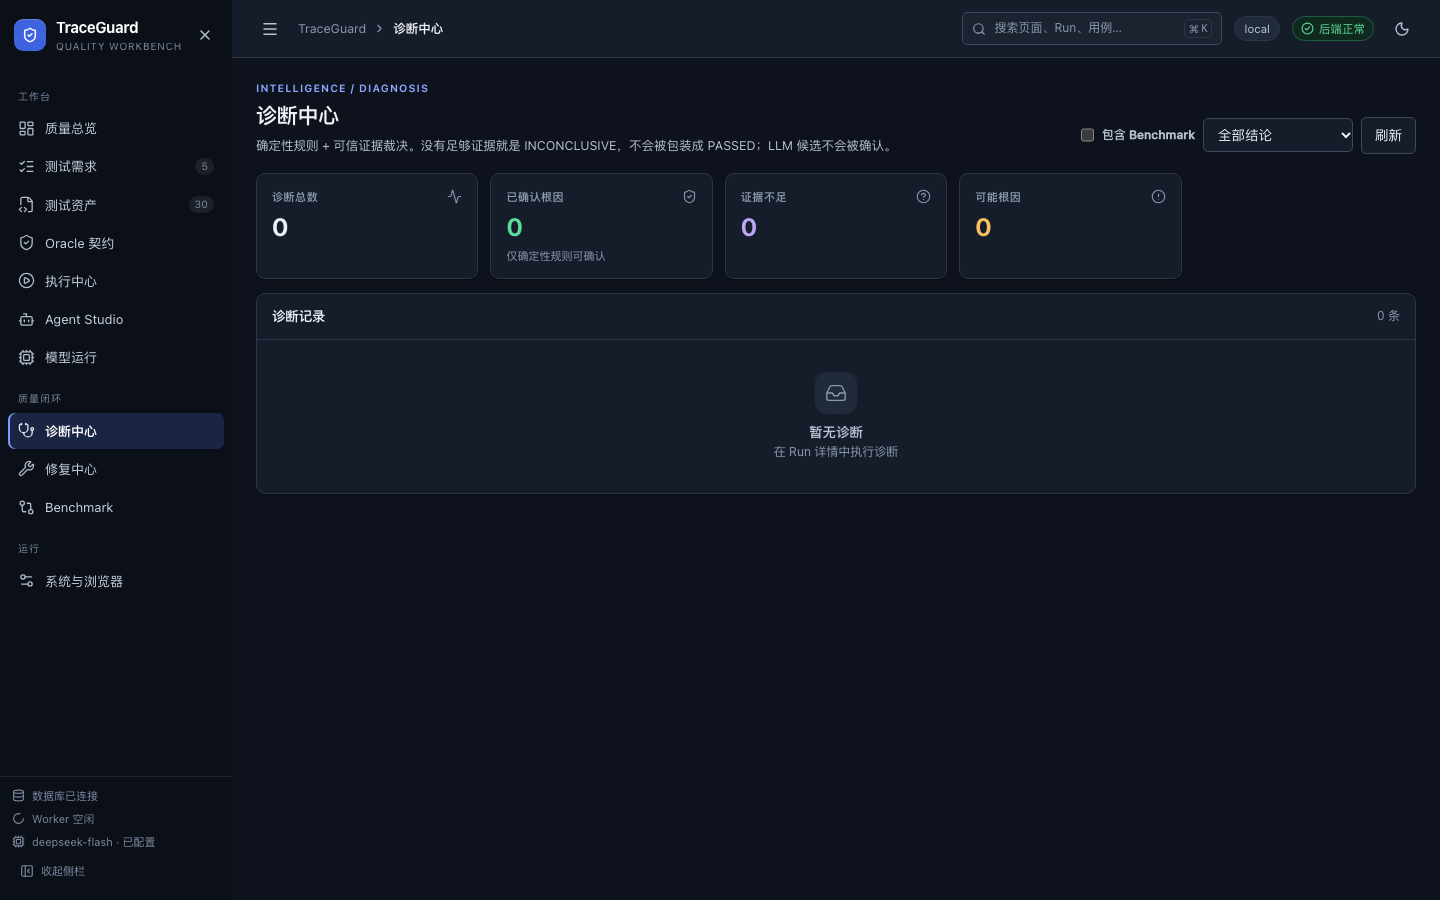 TraceGuard
QUALITY WORKBENCH
工作台
质量总览
测试需求 5
测试资产 30
Oracle 契约
执行中心
Agent Studio
模型运行
质量闭环
诊断中心
修复中心
Benchmark
运行
系统与浏览器
数据库已连接
Worker 空闲
deepseek-flash · 已配置
收起侧栏
TraceGuard > 诊断中心
搜索页面、Run、用例... ⌘ K
local
后端正常
INTELLIGENCE / DIAGNOSIS
诊断中心
确定性规则 + 可信证据裁决。没有足够证据就是 INCONCLUSIVE，不会被包装成 PASSED；LLM 候选不会被确认。
包含 Benchmark
全部结论
刷新
诊断总数
0
已确认根因
0
仅确定性规则可确认
证据不足
0
可能根因
0
诊断记录
0 条
暂无诊断
在 Run 详情中执行诊断